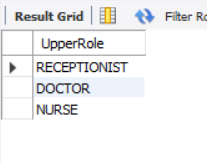 Result Grid Filter Ro
UpperRole
RECEPTIONIST
DOCTOR
NURSE